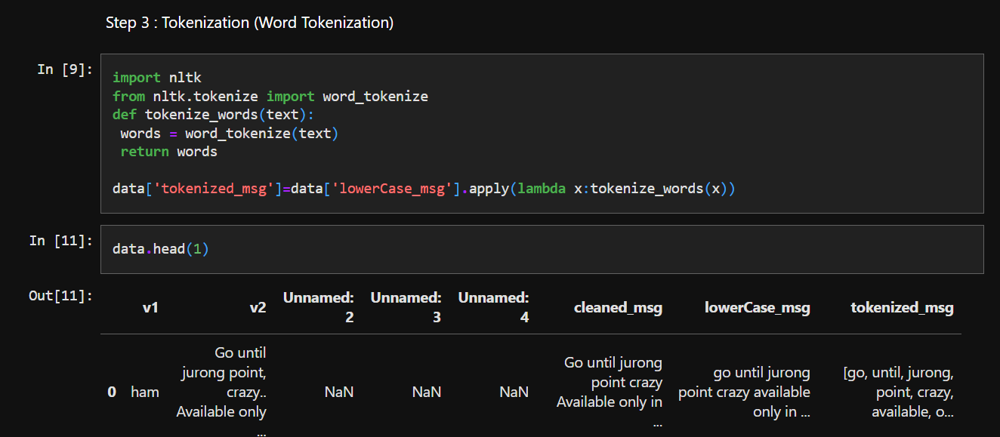 Step 3 : Tokenization (Word Tokenization)
In [9]:
import nltk
from nltk.tokenize import word_tokenize
def tokenize_words(text):
 words = word_tokenize(text)
 return words
data['tokenized_msg']=data['lowerCase_msg'].apply(lambda x:tokenize_words(x))
In [11]:
data.head(1)
Out[11]:
v1 v2 Unnamed: 2 Unnamed: 3 Unnamed: 4 cleaned_msg lowerCase_msg tokenized_msg
0 ham
Go until
jurong point,
crazy..
Available only
...
NaN NaN NaN
Go until jurong
point crazy
Available only in
...
go until jurong
point crazy available
only in ...
[go, until, jurong,
point, crazy,
available, o...